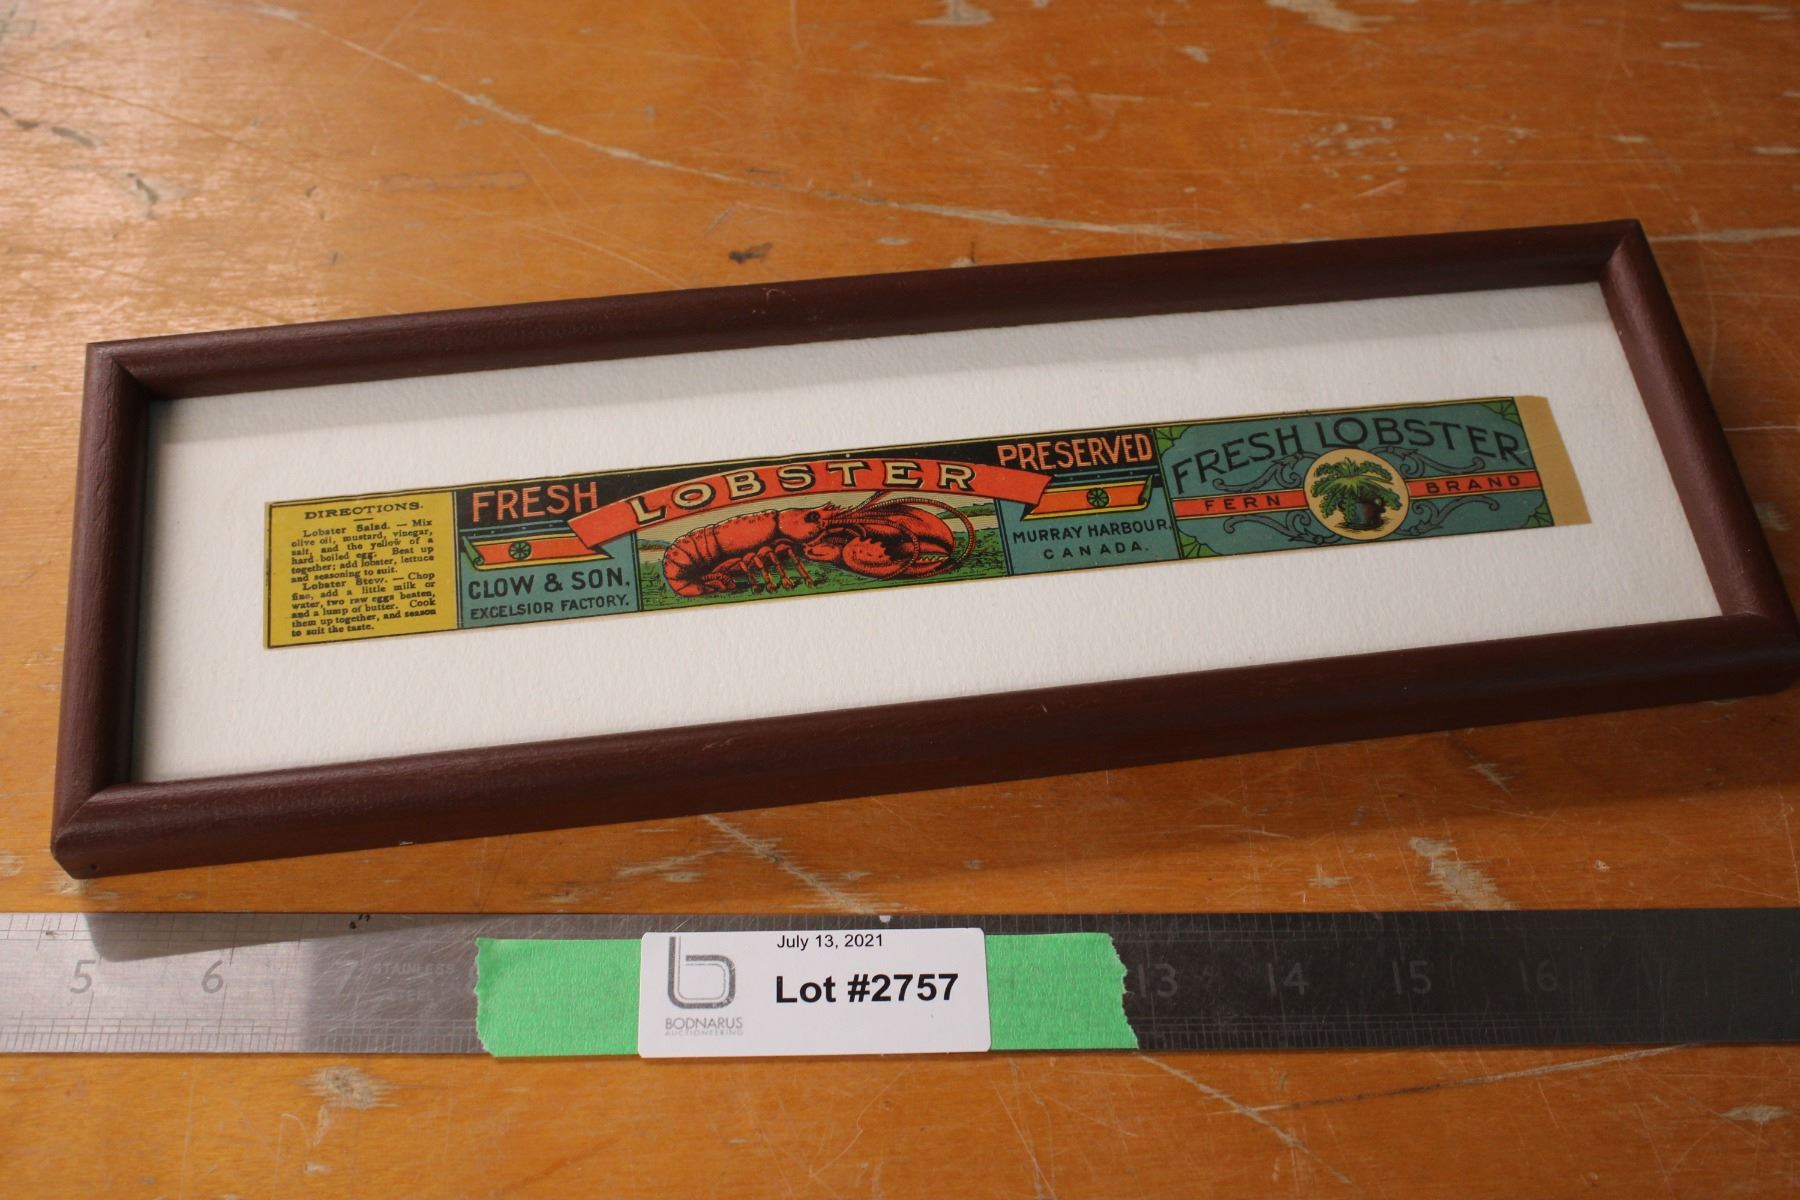 DIRECTIONS.
Lobster Salad. — Mix
olive oil, mustard, vinegar,
salt, and the yellow of a
hard boiled egg. Beat up
together; add lobster, lettuce
and seasoning to suit.
Lobster Stew. — Chop
fine, add a little milk or
water, two raw eggs beaten,
and a lump of butter. Cook
them up together, and season
to suit the taste.
FRESH
LOBSTER
PRESERVED
CLOW & SON.
EXCELSIOR FACTORY.
MURRAY HARBOUR,
CANADA.
FRESH LOBSTER
FERN BRAND
5 6 7 STAINLESS 13 14 15 16
July 13, 2021
Lot #2757
b
BODNARUS
AUCTIONEERING